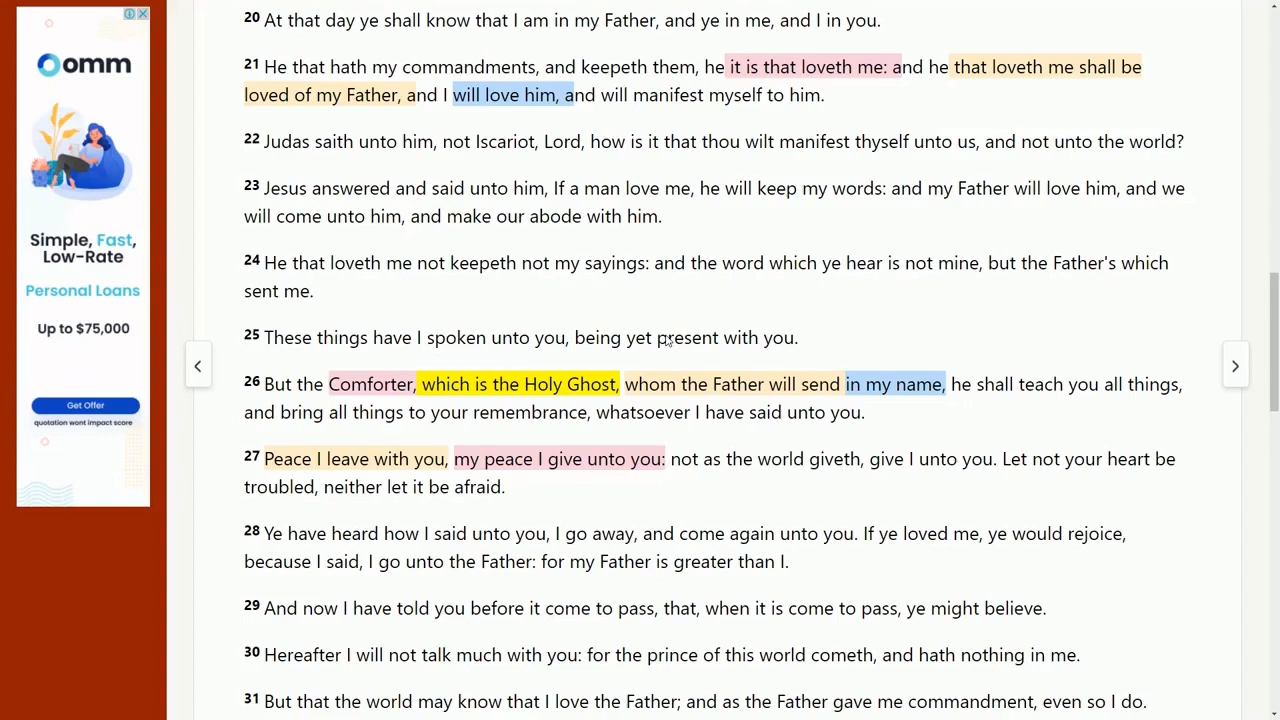 omm
Simple, Fast,
Low-Rate
Personal Loans
Up to $75,000
Get Offer
quotation wont impact score
20 At that day ye shall know that I am in my Father, and ye in me, and I in you.
21 He that hath my commandments, and keepeth them, he it is that loveth me: and he that loveth me shall be
loved of my Father, and I will love him, and will manifest myself to him.
22 Judas saith unto him, not Iscariot, Lord, how is it that thou wilt manifest thyself unto us, and not unto the world?
23 Jesus answered and said unto him, If a man love me, he will keep my words: and my Father will love him, and we
will come unto him, and make our abode with him.
24 He that loveth me not keepeth not my sayings: and the word which ye hear is not mine, but the Father's which
sent me.
25 These things have I spoken unto you, being yet present with you.
26 But the Comforter, which is the Holy Ghost, whom the Father will send in my name, he shall teach you all things,
and bring all things to your remembrance, whatsoever I have said unto you.
27 Peace I leave with you, my peace I give unto you: not as the world giveth, give I unto you. Let not your heart be
troubled, neither let it be afraid.
28 Ye have heard how I said unto you, I go away, and come again unto you. If ye loved me, ye would rejoice,
because I said, I go unto the Father: for my Father is greater than I.
29 And now I have told you before it come to pass, that, when it is come to pass, ye might believe.
30 Hereafter I will not talk much with you: for the prince of this world cometh, and hath nothing in me.
31 But that the world may know that I love the Father; and as the Father gave me commandment, even so I do.